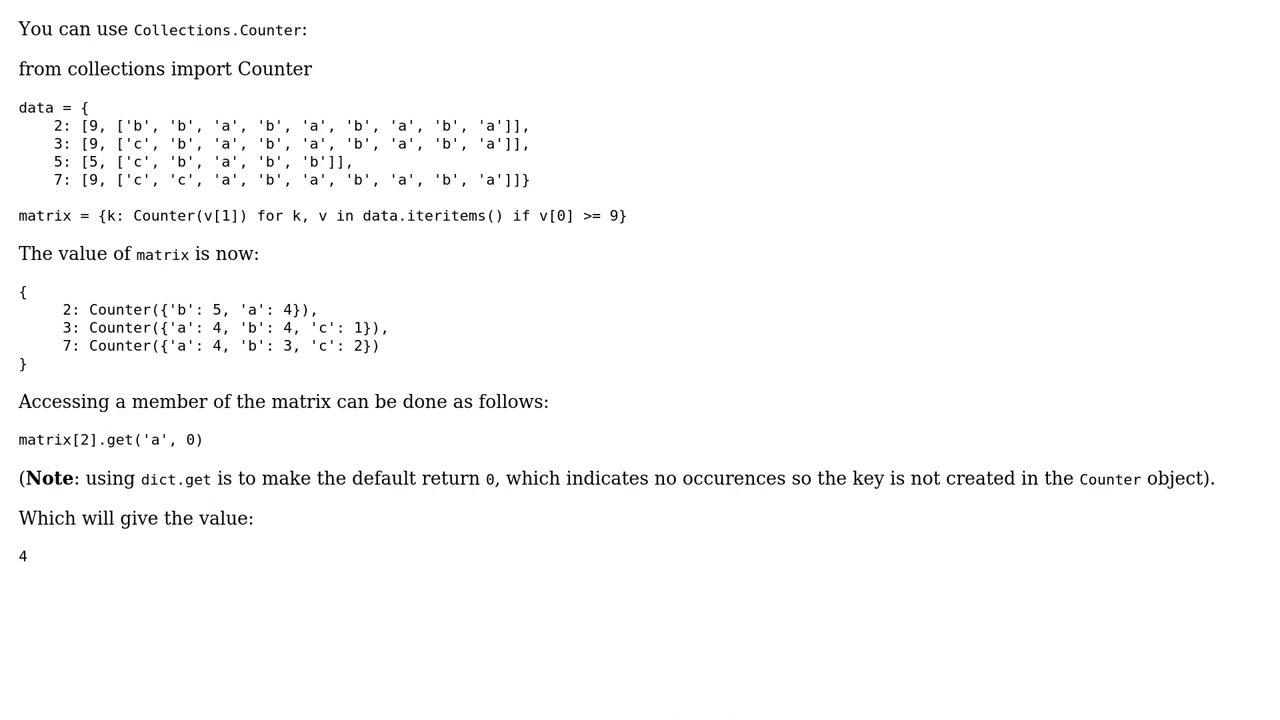 You can use Collections.Counter:
from collections import Counter
data = {
    2: [9, ['b', 'b', 'a', 'b', 'a', 'b', 'a', 'b', 'a']],
    3: [9, ['c', 'b', 'a', 'b', 'a', 'b', 'a', 'b', 'a']],
    5: [5, ['c', 'b', 'a', 'b', 'b']],
    7: [9, ['c', 'c', 'a', 'b', 'a', 'b', 'a', 'b', 'a']]}
matrix = {k: Counter(v[1]) for k, v in data.iteritems() if v[0] >= 9}
The value of matrix is now:
{
     2: Counter({'b': 5, 'a': 4}),
     3: Counter({'a': 4, 'b': 4, 'c': 1}),
     7: Counter({'a': 4, 'b': 3, 'c': 2})
}
Accessing a member of the matrix can be done as follows:
matrix[2].get('a', 0)
(Note: using dict.get is to make the default return 0, which indicates no occurences so the key is not created in the Counter object).
Which will give the value:
4